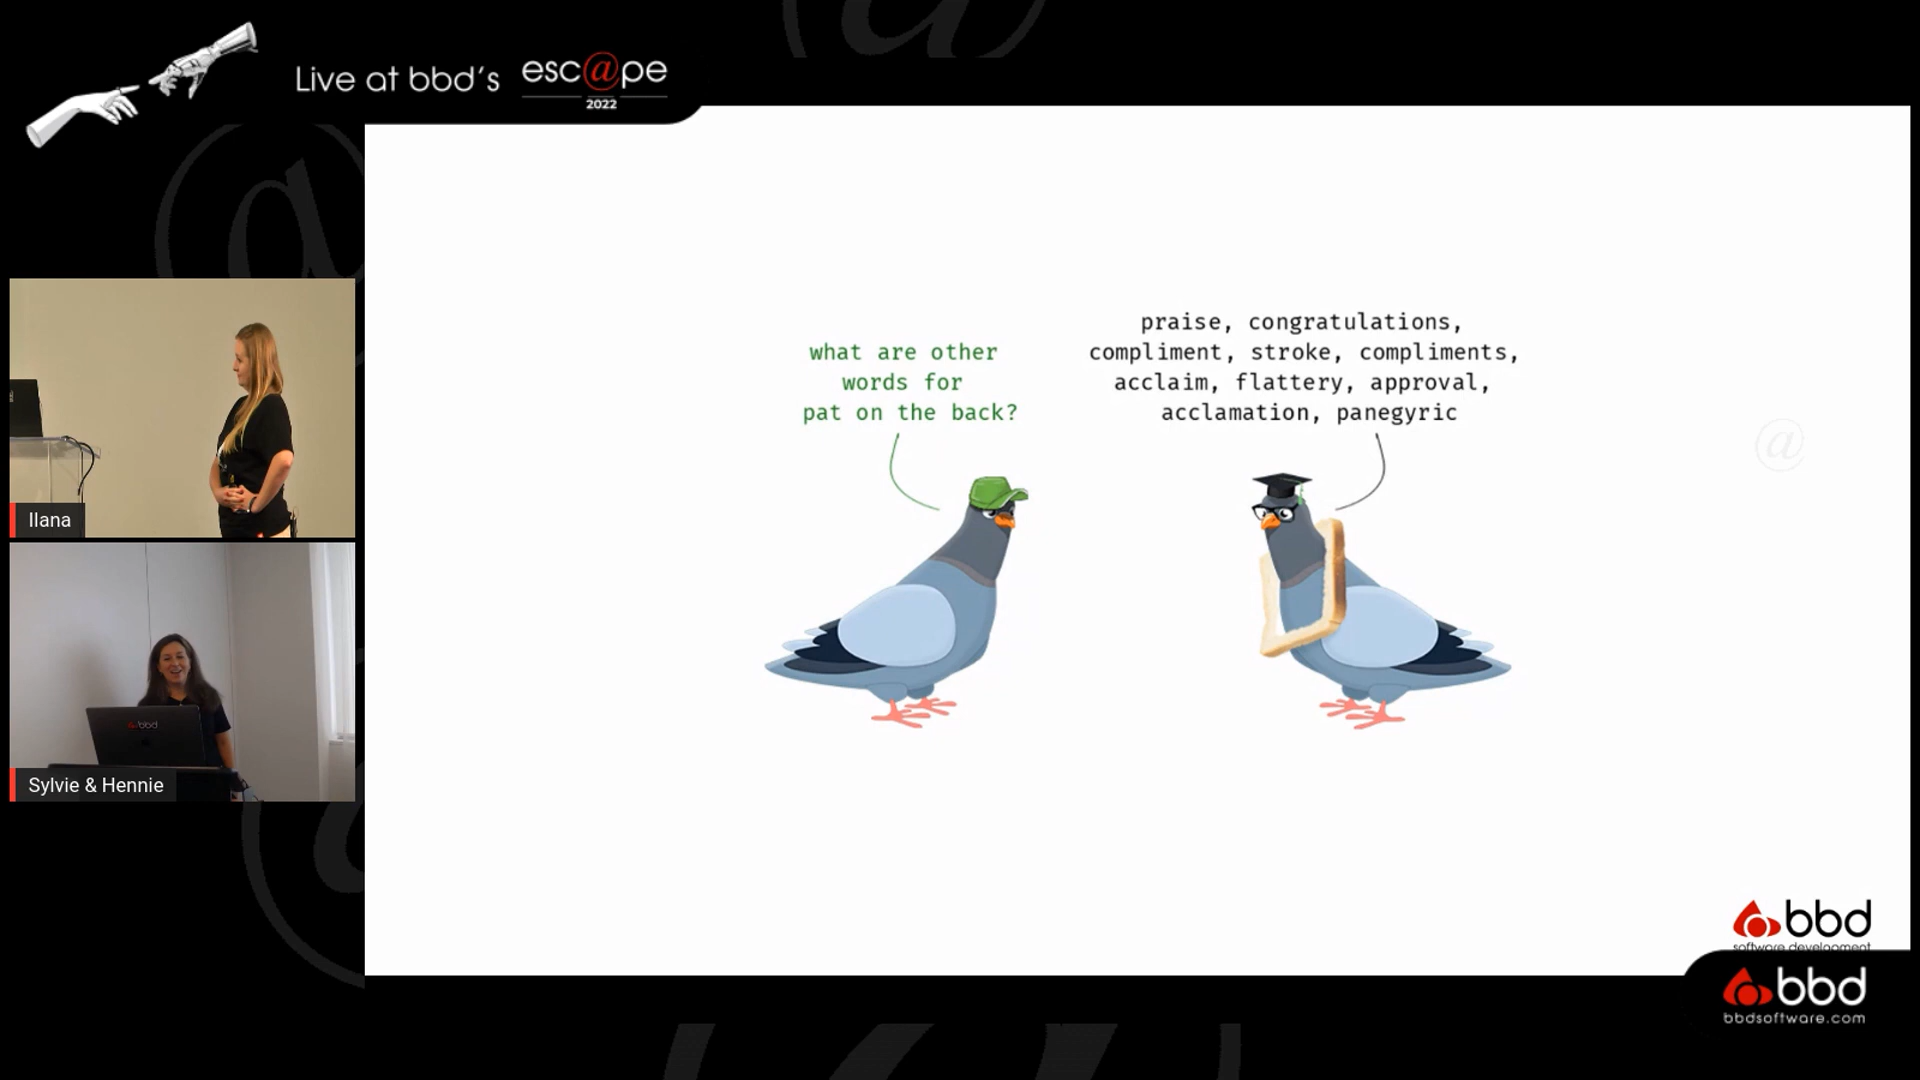 Live at bbd's
esc@pe
2022
what are other
words for
pat on the back?
praise, congratulations,
compliment, stroke, compliments,
acclaim, flattery, approval,
acclamation, panegyric
@
Ilana
bbd
Sylvie & Hennie
bbd
software development
bbd
bbdsoftware.com